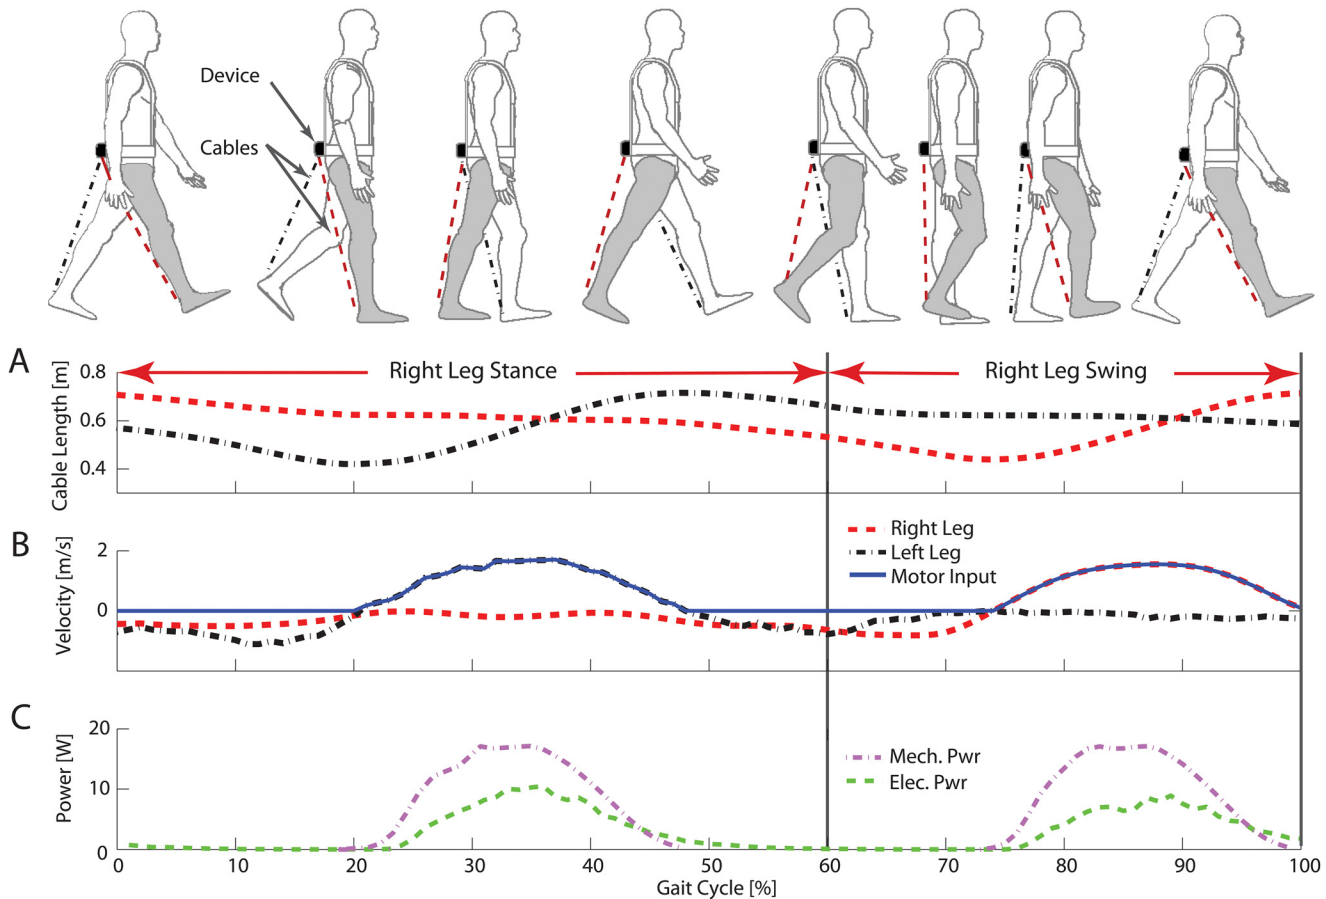 Device
Cables
A
Cable Length [m]
0.8
0.6
0.4
Right Leg Stance
Right Leg Swing
B
Velocity [m/s]
2
0
Right Leg
Left Leg
Motor Input
C
Power [W]
20
10
0
Mech. Pwr
Elec. Pwr
0 10 20 30 40 50 60 70 80 90 100
Gait Cycle [%]